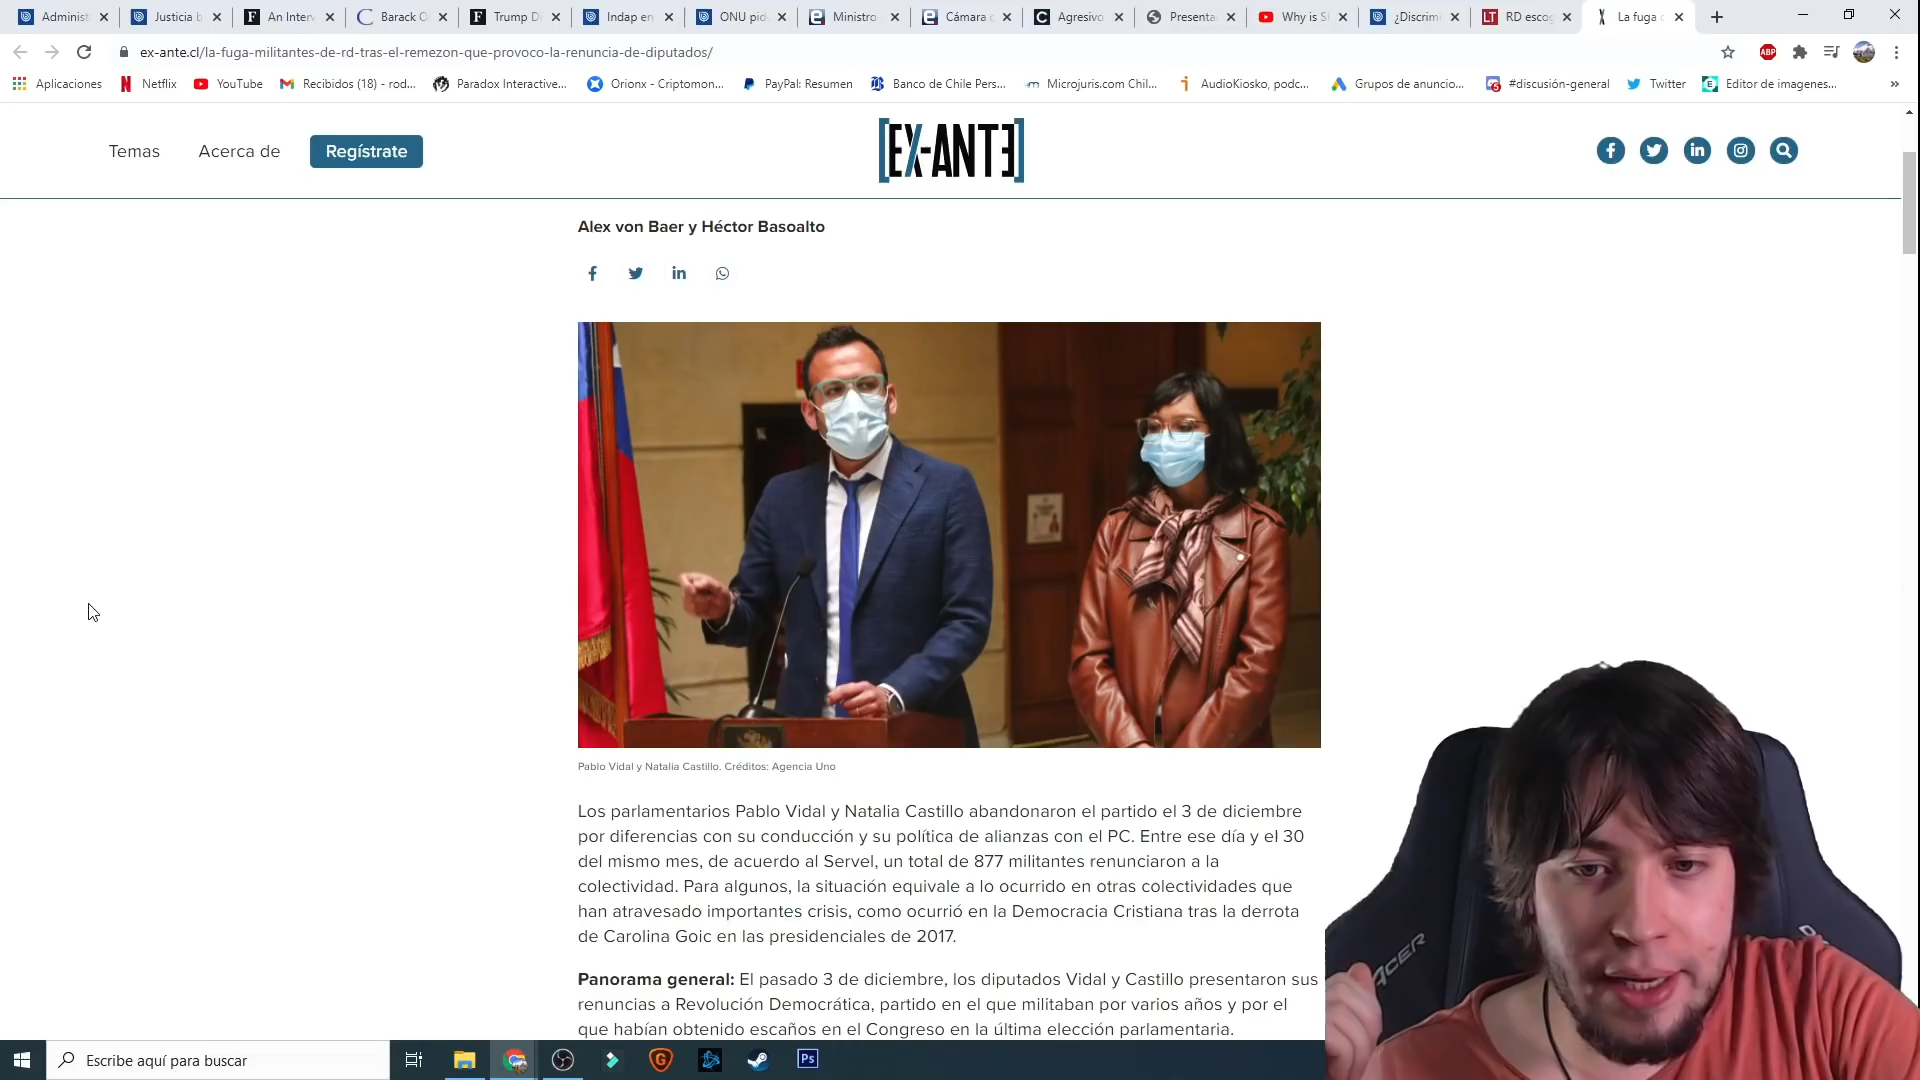 Administ
Justicia b
An Interv
Barack O
Trump D
Indap en
ONU pid
Ministro
Cámara c
Agresivo
Presenta
Why is S
¿Discrim
RD escog
La fuga
ex-ante.cl/la-fuga-militantes-de-rd-tras-el-remezon-que-provoco-la-renuncia-de-diputados/
Aplicaciones
Netflix
YouTube
Recibidos (18) - rod...
Paradox Interactive...
Orionx - Criptomon...
PayPal: Resumen
Banco de Chile Pers...
Microjuris.com Chil...
AudioKiosko, podc...
Grupos de anuncio...
#discusión-general
Twitter
Editor de imagenes...
Temas
Acerca de
Regístrate
[EX-ANTE]
Alex von Baer y Héctor Basoalto
Pablo Vidal y Natalia Castillo. Créditos: Agencia Uno
Los parlamentarios Pablo Vidal y Natalia Castillo abandonaron el partido el 3 de diciembre
por diferencias con su conducción y su política de alianzas con el PC. Entre ese día y el 30
del mismo mes, de acuerdo al Servel, un total de 877 militantes renunciaron a la
colectividad. Para algunos, la situación equivale a lo ocurrido en otras colectividades que
han atravesado importantes crisis, como ocurrió en la Democracia Cristiana tras la derrota
de Carolina Goic en las presidenciales de 2017.
Panorama general: El pasado 3 de diciembre, los diputados Vidal y Castillo presentaron sus
renuncias a Revolución Democrática, partido en el que militaban por varios años y por el
que habían obtenido escaños en el Congreso en la última elección parlamentaria.
ACER
Escribe aquí para buscar
Ps